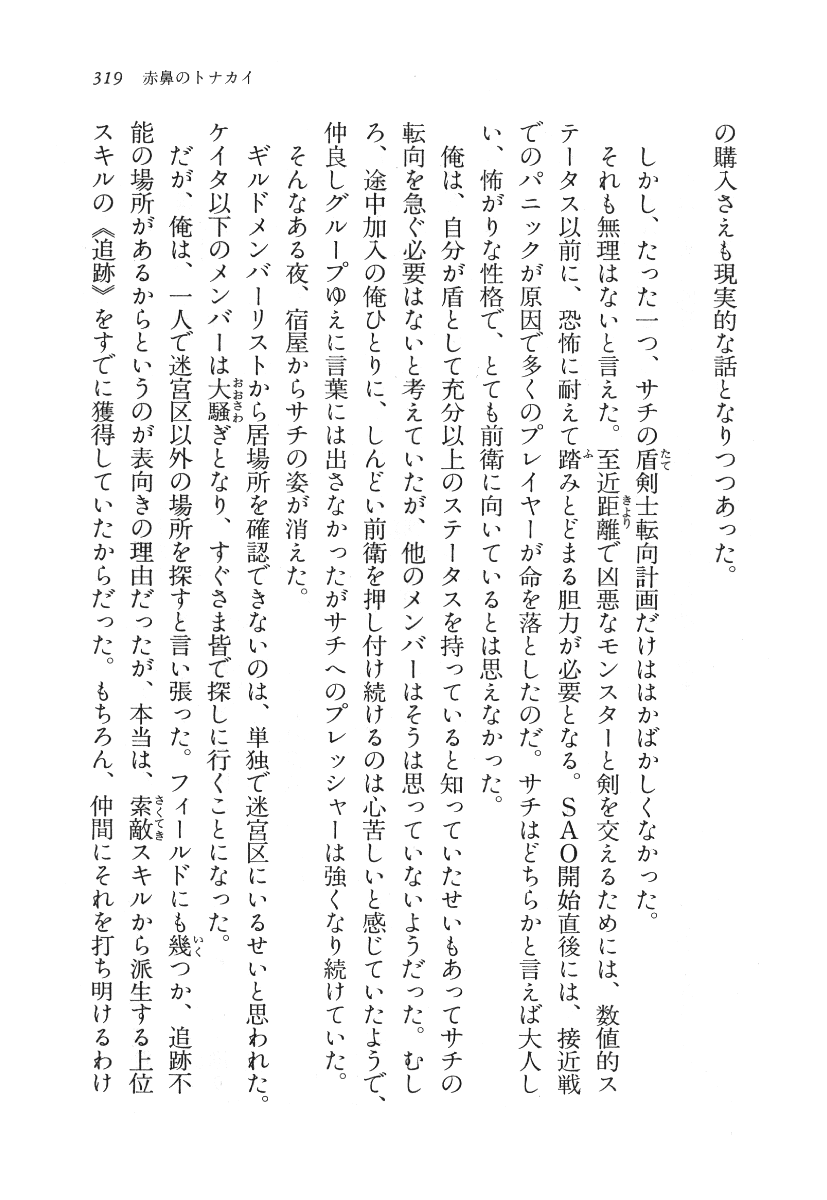 319 赤鼻のトナカイ
の購入さえも現実的な話となりつつあった。
しかし、たった一つ、サチの盾剣士転向計画だけははかばかしくなかった。
それも無理はないと言えた。至近距離で凶悪なモンスターと剣を交えるためには、数値的ス
テータス以前に、恐怖に耐えて踏みとどまる胆力が必要となる。SAO開始直後には、接近戦
でのパニックが原因で多くのプレイヤーが命を落としたのだ。サチはどちらかと言えば大人し
い、怖がりな性格で、とても前衛に向いているとは思えなかった。
俺は、自分が盾として充分以上のステータスを持っていると知っていたせいもあってサチの
転向を急ぐ必要はないと考えていたが、他のメンバーはそうは思っていないようだった。むし
ろ、途中加入の俺ひとりに、しんどい前衛を押し付け続けるのは心苦しいと感じていたようで、
仲良しグループゆえに言葉には出さなかったがサチへのプレッシャーは強くなり続けていた。
そんなある夜、宿屋からサチの姿が消えた。
ギルドメンバーリストから居場所を確認できないのは、単独で迷宮区にいるせいと思われた。
ケイタ以下のメンバーは大騒ぎとなり、すぐさま皆で探しに行くことになった。
だが、俺は、一人で迷宮区以外の場所を探すと言い張った。フィールドにも幾つか、追跡不
能の場所があるからというのが表向きの理由だったが、本当は、索敵スキルから派生する上位
スキルの《追跡》をすでに獲得していたからだった。もちろん、仲間にそれを打ち明けるわけ